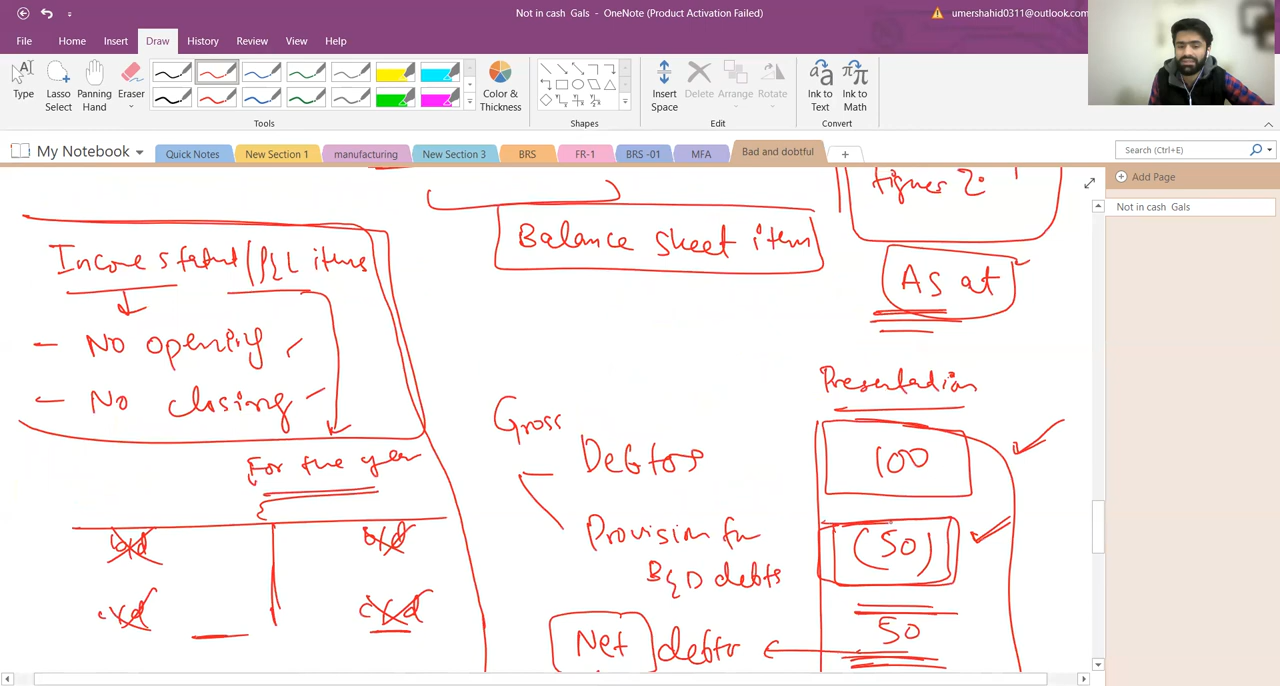 Not in cash Gals - OneNote (Product Activation Failed)
umershahid0311@outlook.com
File
Home
Insert
Draw
History
Review
View
Help
Type
Lasso Select
Panning Hand
Eraser
Color & Thickness
Insert Space
Delete
Arrange
Rotate
Ink to Text
Ink to Math
Tools
Shapes
Edit
Convert
My Notebook
Quick Notes
New Section 1
manufacturing
New Section 3
BRS
FR-1
BRS -01
MFA
Bad and dobtful
Search (Ctrl+E)
Add Page
Not in cash Gals
Balance sheet item
As at
P&L items
- No opening
- No closing
For the year
b/d
b/d
c/d
c/d
Presentation
Gross
Debtors
100
Provision for
B & D debts
(50)
50
Net debtor